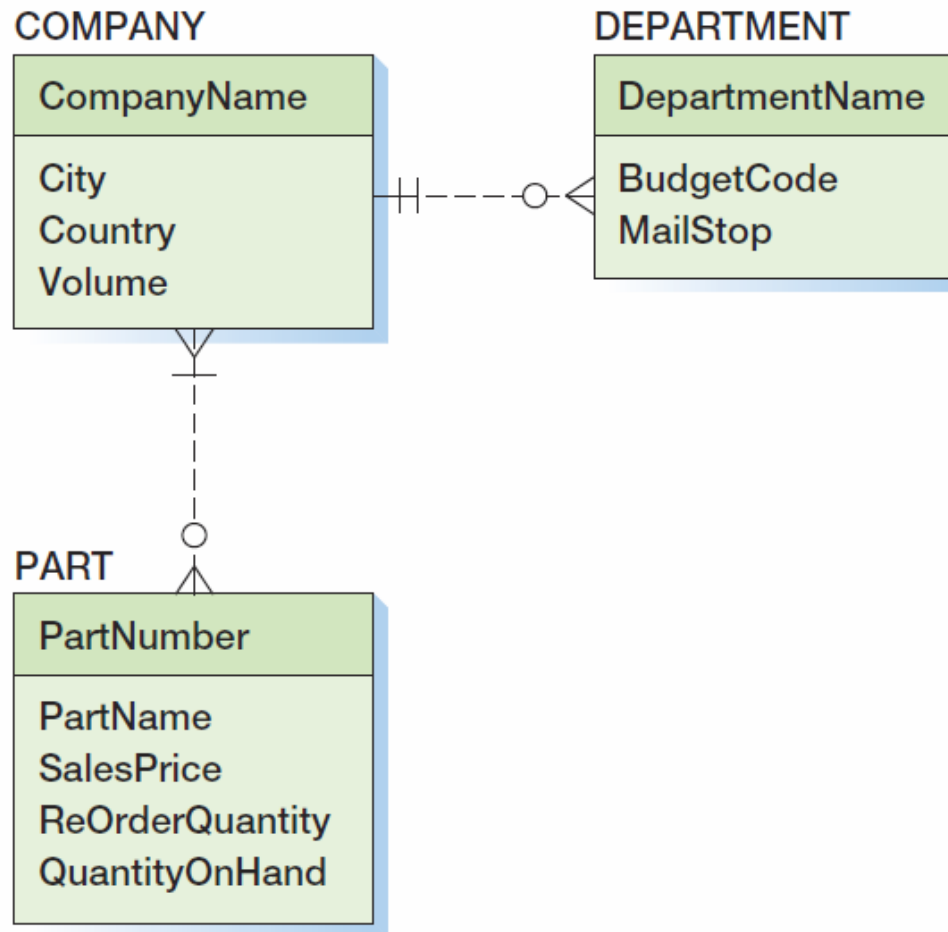 COMPANY
CompanyName
City
Country
Volume
DEPARTMENT
DepartmentName
BudgetCode
MailStop
PART
PartNumber
PartName
SalesPrice
ReOrderQuantity
QuantityOnHand